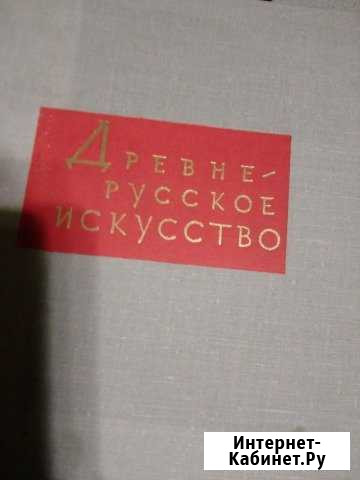 Древне-
русское
искусство
Интернет-
Кабинет.Ру